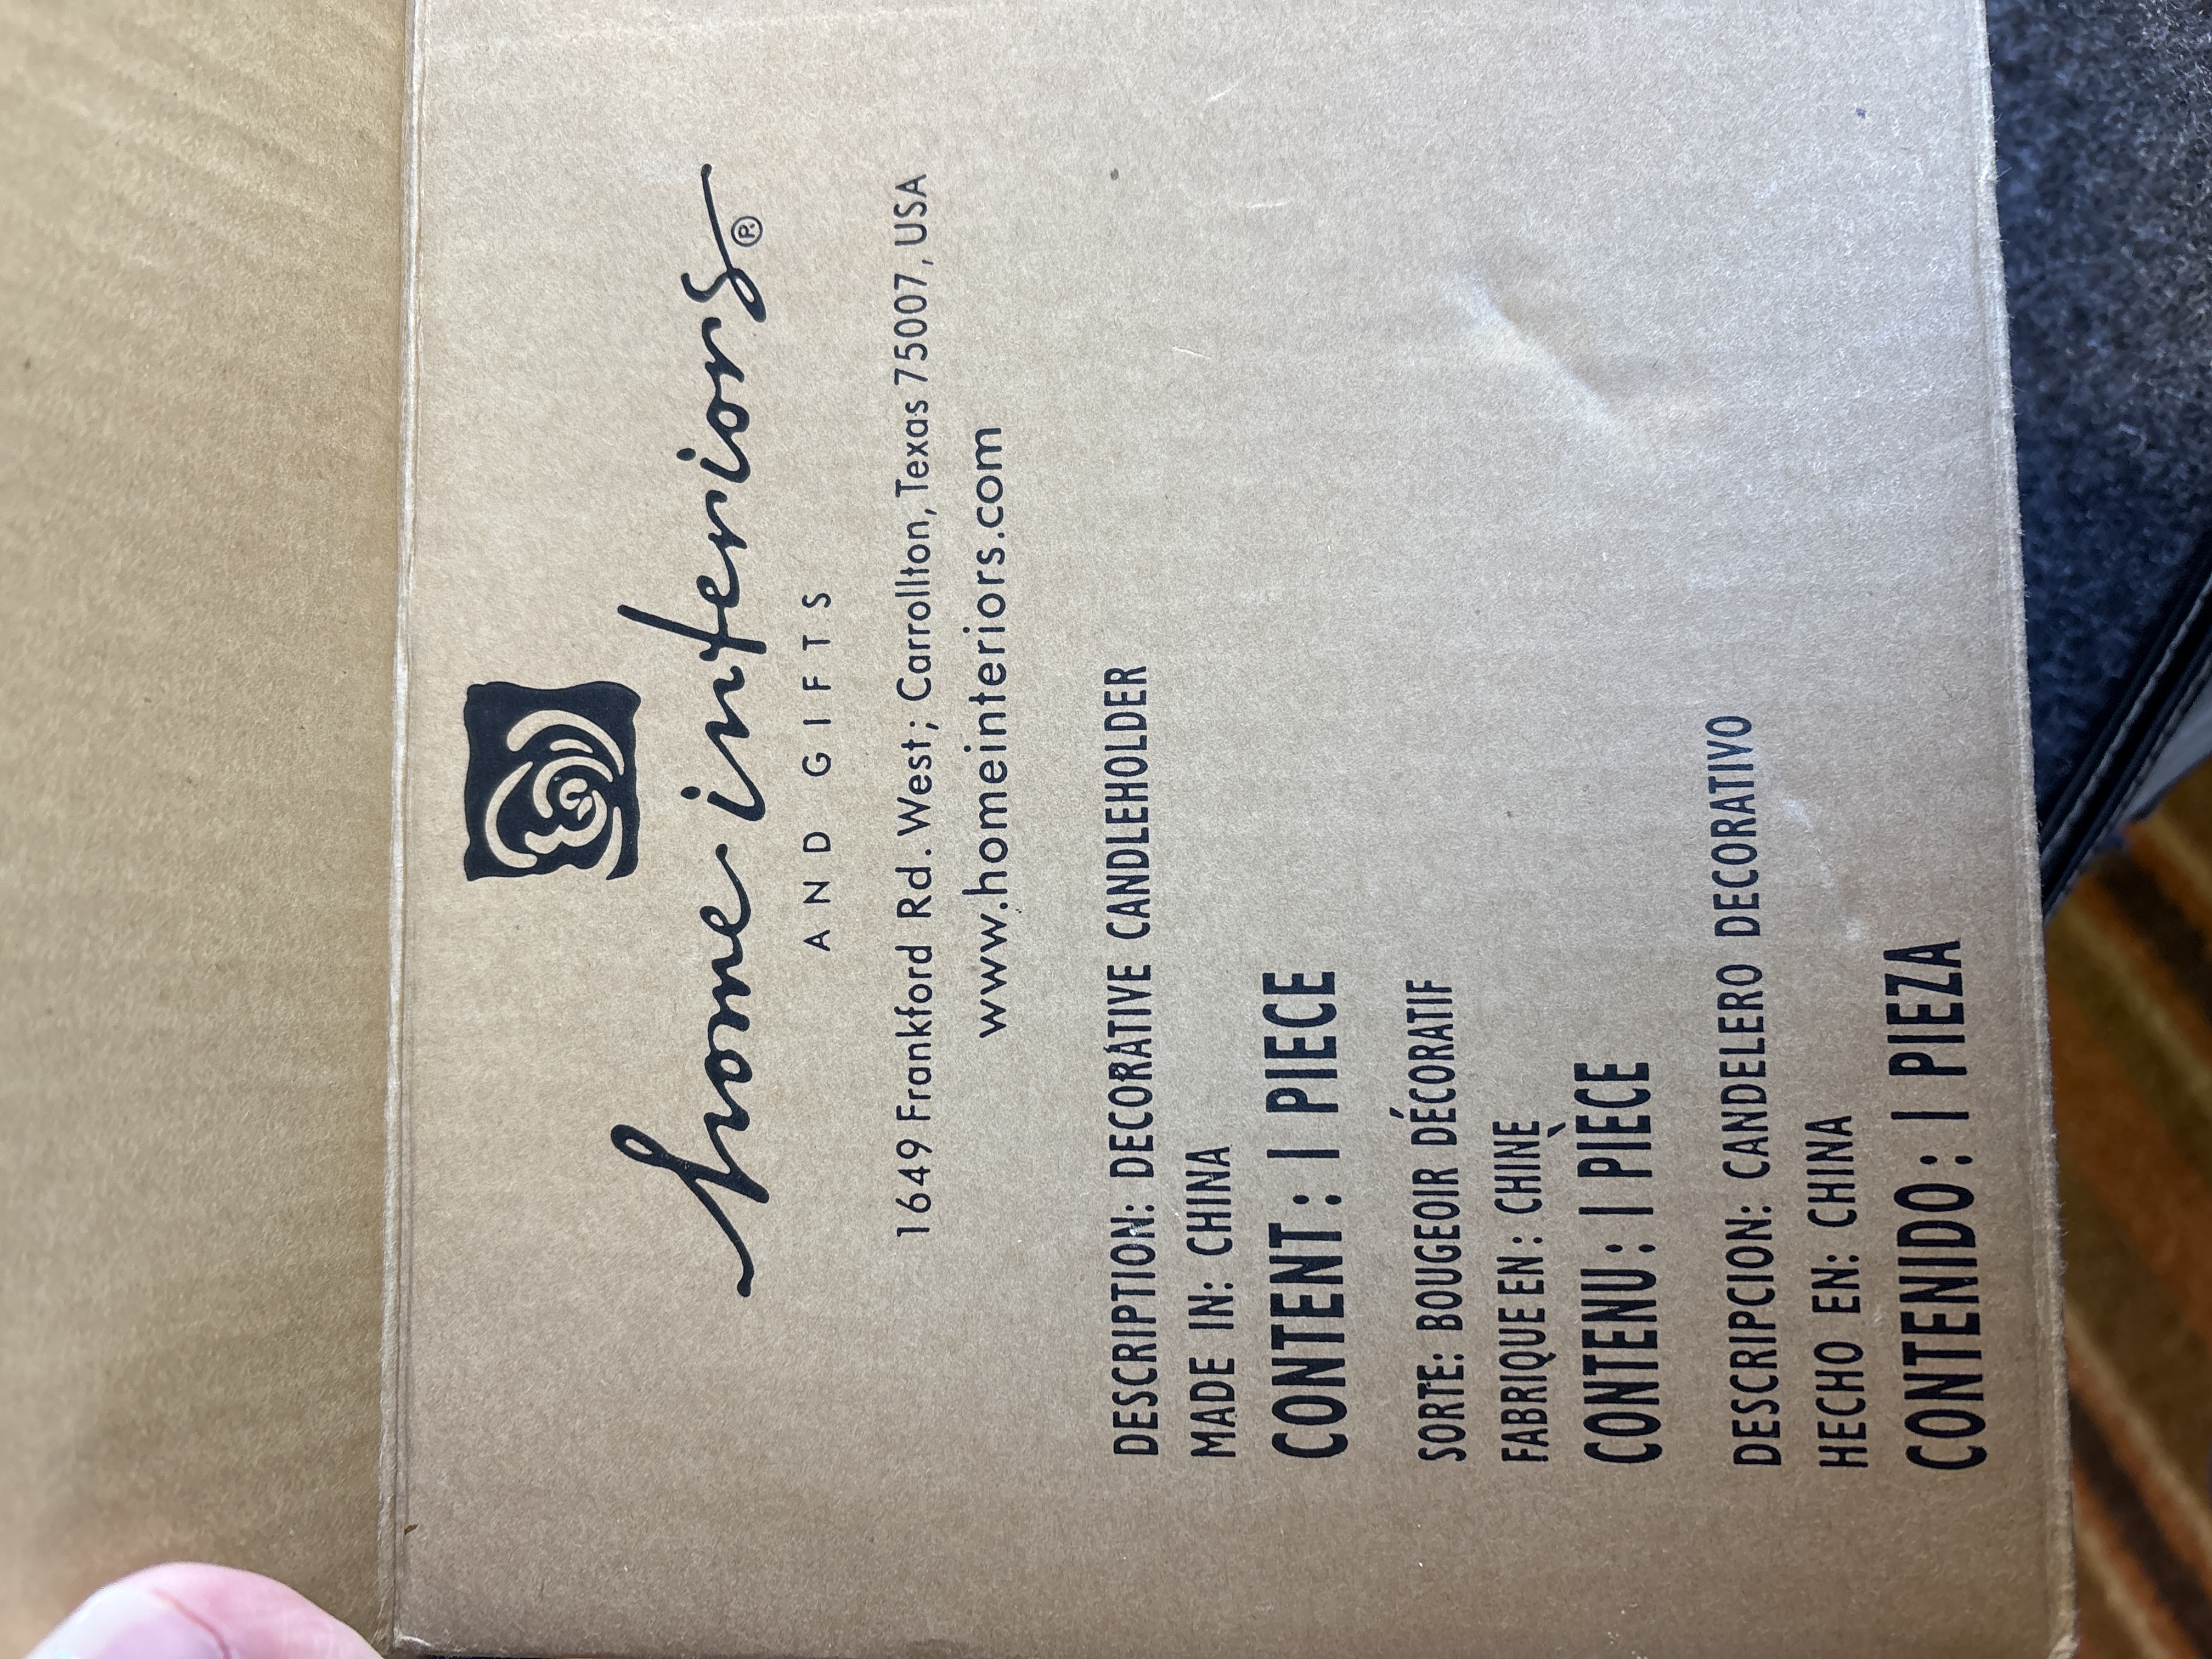 home interiors®
AND GIFTS
1649 Frankford Rd. West; Carrollton, Texas 75007, USA
www.homeinteriors.com
DESCRIPTION: DECORATIVE CANDLEHOLDER
MADE IN: CHINA
CONTENT: 1 PIECE
SORTE: BOUGEOIR DÉCORATIF
FABRIQUE EN: CHINE
CONTENU: 1 PIÈCE
DESCRIPCION: CANDELERO DECORATIVO
HECHO EN: CHINA
CONTENIDO: 1 PIEZA